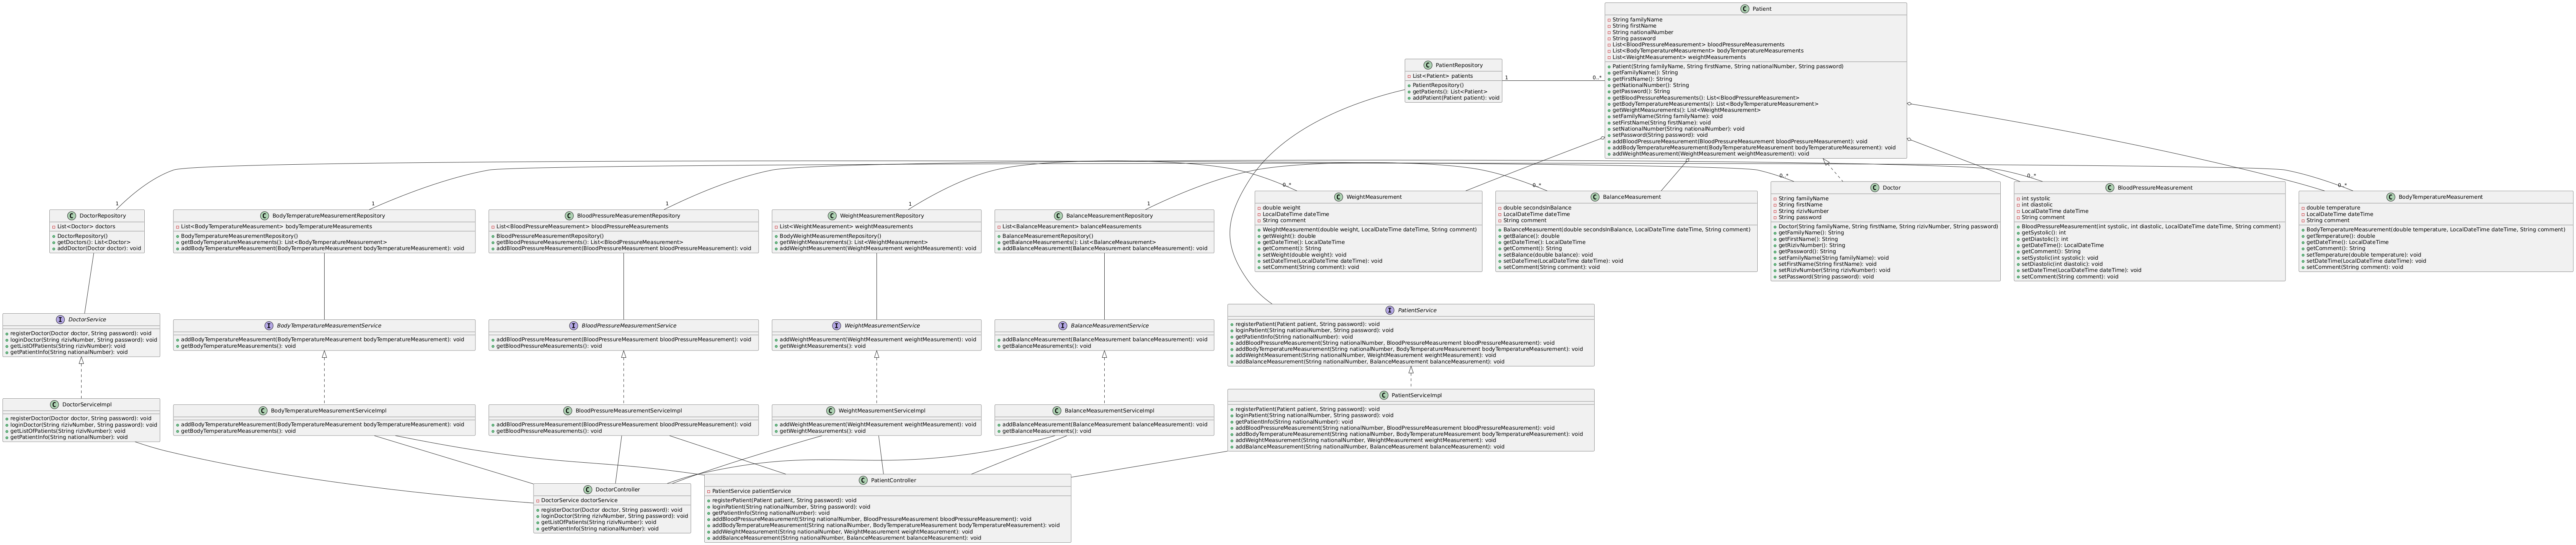 Patient
String familyName
String firstName
String nationalNumber
String password
List<BloodPressureMeasurement> bloodPressureMeasurements
List<BodyTemperatureMeasurement> bodyTemperatureMeasurements
List<WeightMeasurement> weightMeasurements
Patient(String familyName, String firstName, String nationalNumber, String password)
getFamilyName(): String
getFirstName(): String
getNationalNumber(): String
getPassword(): String
getBloodPressureMeasurements(): List<BloodPressureMeasurement>
getBodyTemperatureMeasurements(): List<BodyTemperatureMeasurement>
getWeightMeasurements(): List<WeightMeasurement>
setFamilyName(String familyName): void
setFirstName(String firstName): void
setNationalNumber(String nationalNumber): void
setPassword(String password): void
addBloodPressureMeasurement(BloodPressureMeasurement bloodPressureMeasurement): void
addBodyTemperatureMeasurement(BodyTemperatureMeasurement bodyTemperatureMeasurement): void
addWeightMeasurement(WeightMeasurement weightMeasurement): void
PatientRepository
List<Patient> patients
PatientRepository()
getPatients(): List<Patient>
addPatient(Patient patient): void
1
0..*
1
1
1
1
1
0..*
0..*
0..*
0..*
0..*
DoctorRepository
List<Doctor> doctors
DoctorRepository()
getDoctors(): List<Doctor>
addDoctor(Doctor doctor): void
BodyTemperatureMeasurementRepository
List<BodyTemperatureMeasurement> bodyTemperatureMeasurements
BodyTemperatureMeasurementRepository()
getBodyTemperatureMeasurements(): List<BodyTemperatureMeasurement>
addBodyTemperatureMeasurement(BodyTemperatureMeasurement bodyTemperatureMeasurement): void
BloodPressureMeasurementRepository
List<BloodPressureMeasurement> bloodPressureMeasurements
BloodPressureMeasurementRepository()
getBloodPressureMeasurements(): List<BloodPressureMeasurement>
addBloodPressureMeasurement(BloodPressureMeasurement bloodPressureMeasurement): void
WeightMeasurementRepository
List<WeightMeasurement> weightMeasurements
BodyWeightMeasurementRepository()
getWeightMeasurements(): List<WeightMeasurement>
addWeightMeasurement(WeightMeasurement weightMeasurement): void
BalanceMeasurementRepository
List<BalanceMeasurement> balanceMeasurements
BalanceMeasurementRepository()
getBalanceMeasurements(): List<BalanceMeasurement>
addBalanceMeasurement(BalanceMeasurement balanceMeasurement): void
WeightMeasurement
double weight
LocalDateTime dateTime
String comment
WeightMeasurement(double weight, LocalDateTime dateTime, String comment)
getWeight(): double
getDateTime(): LocalDateTime
getComment(): String
setWeight(double weight): void
setDateTime(LocalDateTime dateTime): void
setComment(String comment): void
BalanceMeasurement
double secondsInBalance
LocalDateTime dateTime
String comment
BalanceMeasurement(double secondsInBalance, LocalDateTime dateTime, String comment)
getBalance(): double
getDateTime(): LocalDateTime
getComment(): String
setBalance(double balance): void
setDateTime(LocalDateTime dateTime): void
setComment(String comment): void
Doctor
String familyName
String firstName
String rizivNumber
String password
Doctor(String familyName, String firstName, String rizivNumber, String password)
getFamilyName(): String
getFirstName(): String
getRizivNumber(): String
getPassword(): String
setFamilyName(String familyName): void
setFirstName(String firstName): void
setRizivNumber(String rizivNumber): void
setPassword(String password): void
BloodPressureMeasurement
int systolic
int diastolic
LocalDateTime dateTime
String comment
BloodPressureMeasurement(int systolic, int diastolic, LocalDateTime dateTime, String comment)
getSystolic(): int
getDiastolic(): int
getDateTime(): LocalDateTime
getComment(): String
setSystolic(int systolic): void
setDiastolic(int diastolic): void
setDateTime(LocalDateTime dateTime): void
setComment(String comment): void
BodyTemperatureMeasurement
double temperature
LocalDateTime dateTime
String comment
BodyTemperatureMeasurement(double temperature, LocalDateTime dateTime, String comment)
getTemperature(): double
getDateTime(): LocalDateTime
getComment(): String
setTemperature(double temperature): void
setDateTime(LocalDateTime dateTime): void
setComment(String comment): void
DoctorService
registerDoctor(Doctor doctor, String password): void
loginDoctor(String rizivNumber, String password): void
getListOfPatients(String rizivNumber): void
getPatientInfo(String nationalNumber): void
BodyTemperatureMeasurementService
addBodyTemperatureMeasurement(BodyTemperatureMeasurement bodyTemperatureMeasurement): void
getBodyTemperatureMeasurements(): void
BloodPressureMeasurementService
addBloodPressureMeasurement(BloodPressureMeasurement bloodPressureMeasurement): void
getBloodPressureMeasurements(): void
WeightMeasurementService
addWeightMeasurement(WeightMeasurement weightMeasurement): void
getWeightMeasurements(): void
BalanceMeasurementService
addBalanceMeasurement(BalanceMeasurement balanceMeasurement): void
getBalanceMeasurements(): void
PatientService
registerPatient(Patient patient, String password): void
loginPatient(String nationalNumber, String password): void
getPatientInfo(String nationalNumber): void
addBloodPressureMeasurement(String nationalNumber, BloodPressureMeasurement bloodPressureMeasurement): void
addBodyTemperatureMeasurement(String nationalNumber, BodyTemperatureMeasurement bodyTemperatureMeasurement): void
addWeightMeasurement(String nationalNumber, WeightMeasurement weightMeasurement): void
addBalanceMeasurement(String nationalNumber, BalanceMeasurement balanceMeasurement): void
DoctorServiceImpl
registerDoctor(Doctor doctor, String password): void
loginDoctor(String rizivNumber, String password): void
getListOfPatients(String rizivNumber): void
getPatientInfo(String nationalNumber): void
BodyTemperatureMeasurementServiceImpl
addBodyTemperatureMeasurement(BodyTemperatureMeasurement bodyTemperatureMeasurement): void
getBodyTemperatureMeasurements(): void
BloodPressureMeasurementServiceImpl
addBloodPressureMeasurement(BloodPressureMeasurement bloodPressureMeasurement): void
getBloodPressureMeasurements(): void
WeightMeasurementServiceImpl
addWeightMeasurement(WeightMeasurement weightMeasurement): void
getWeightMeasurements(): void
BalanceMeasurementServiceImpl
addBalanceMeasurement(BalanceMeasurement balanceMeasurement): void
getBalanceMeasurements(): void
PatientServiceImpl
registerPatient(Patient patient, String password): void
loginPatient(String nationalNumber, String password): void
getPatientInfo(String nationalNumber): void
addBloodPressureMeasurement(String nationalNumber, BloodPressureMeasurement bloodPressureMeasurement): void
addBodyTemperatureMeasurement(String nationalNumber, BodyTemperatureMeasurement bodyTemperatureMeasurement): void
addWeightMeasurement(String nationalNumber, WeightMeasurement weightMeasurement): void
addBalanceMeasurement(String nationalNumber, BalanceMeasurement balanceMeasurement): void
DoctorController
DoctorService doctorService
registerDoctor(Doctor doctor, String password): void
loginDoctor(String rizivNumber, String password): void
getListOfPatients(String rizivNumber): void
getPatientInfo(String nationalNumber): void
PatientController
PatientService patientService
registerPatient(Patient patient, String password): void
loginPatient(String nationalNumber, String password): void
getPatientInfo(String nationalNumber): void
addBloodPressureMeasurement(String nationalNumber, BloodPressureMeasurement bloodPressureMeasurement): void
addBodyTemperatureMeasurement(String nationalNumber, BodyTemperatureMeasurement bodyTemperatureMeasurement): void
addWeightMeasurement(String nationalNumber, WeightMeasurement weightMeasurement): void
addBalanceMeasurement(String nationalNumber, BalanceMeasurement balanceMeasurement): void